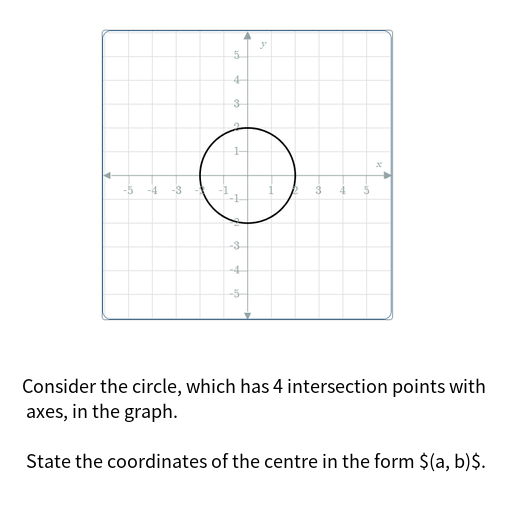 y
5
4
3
2
1
x
-5 -4 -3 -2 -1 1 2 3 4 5
-1
-2
-3
-4
-5
Consider the circle, which has 4 intersection points with
axes, in the graph.
State the coordinates of the centre in the form $(a, b)$.